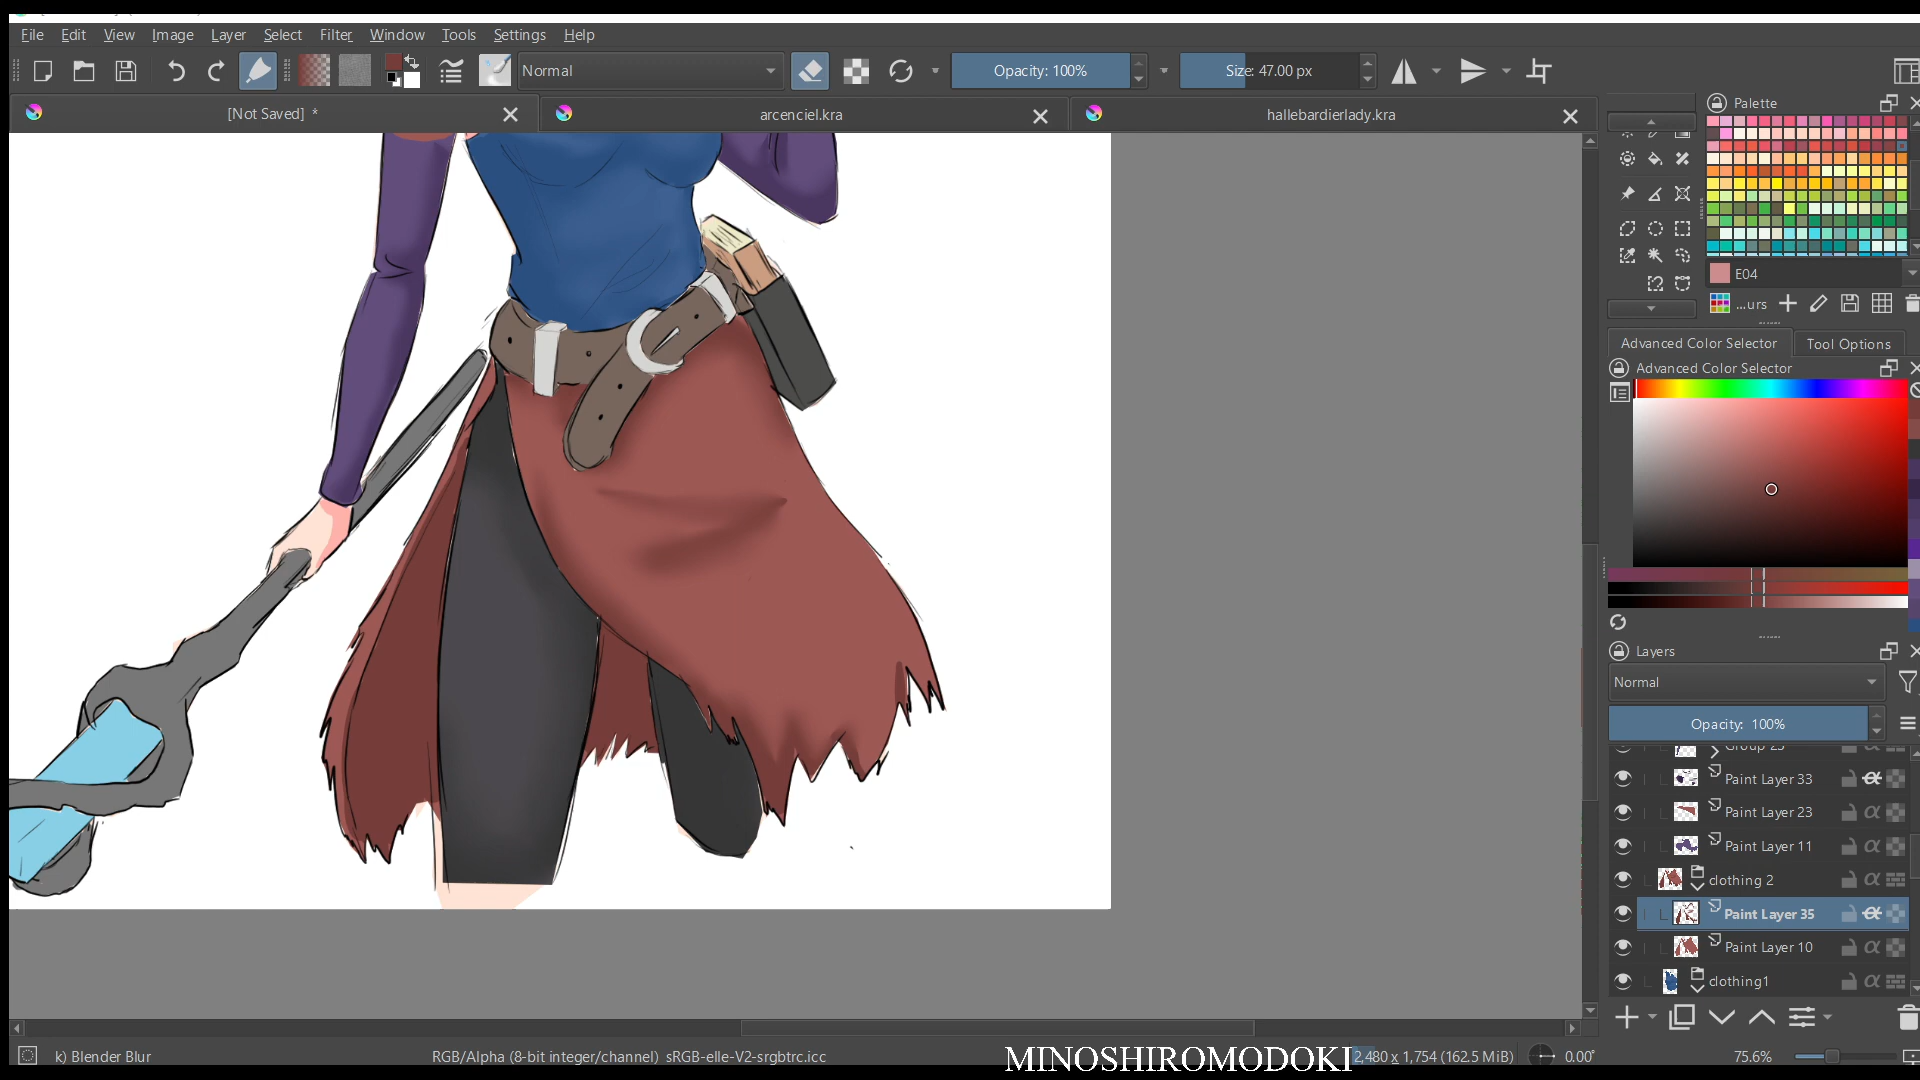 File Edit View Image Layer Select Filter Window Tools Settings Help
Normal
Opacity: 100%
Size: 47.00 px
[Not Saved] *
arcenciel.kra
hallebardierlady.kra
Palette
E04
...urs
Advanced Color Selector
Tool Options
Advanced Color Selector
Layers
Normal
Opacity: 100%
Group 23
Paint Layer 33
Paint Layer 23
Paint Layer 11
clothing 2
Paint Layer 35
Paint Layer 10
clothing1
k) Blender Blur
RGB/Alpha (8-bit integer/channel) sRGB-elle-V2-srgbtrc.icc
MINOSHIROMODOKI
2,480 x 1,754 (162.5 MiB)
0.00°
75.6%